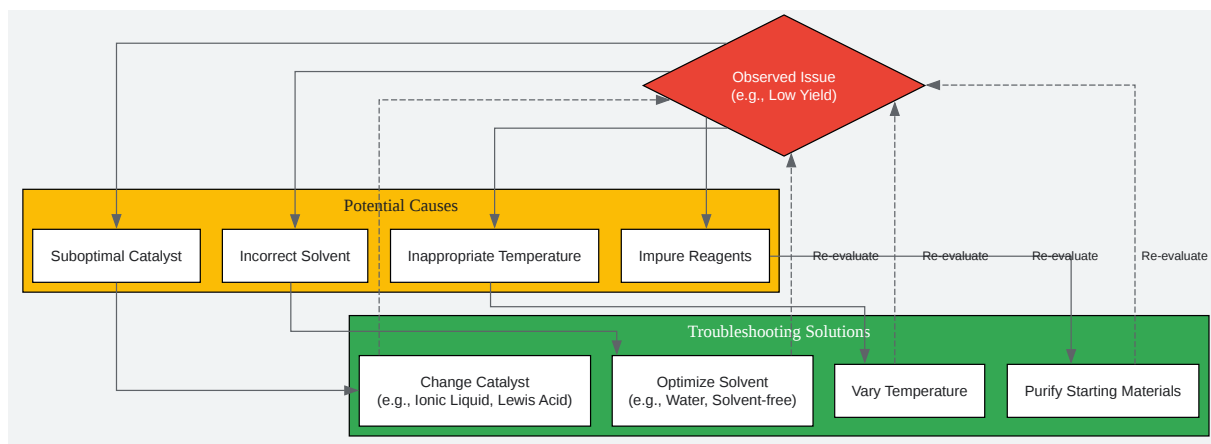 Observed Issue
(e.g., Low Yield)
Potential Causes
Suboptimal Catalyst
Incorrect Solvent
Inappropriate Temperature
Impure Reagents
Re-evaluate
Re-evaluate
Re-evaluate
Re-evaluate
Troubleshooting Solutions
Change Catalyst
(e.g., Ionic Liquid, Lewis Acid)
Optimize Solvent
(e.g., Water, Solvent-free)
Vary Temperature
Purify Starting Materials